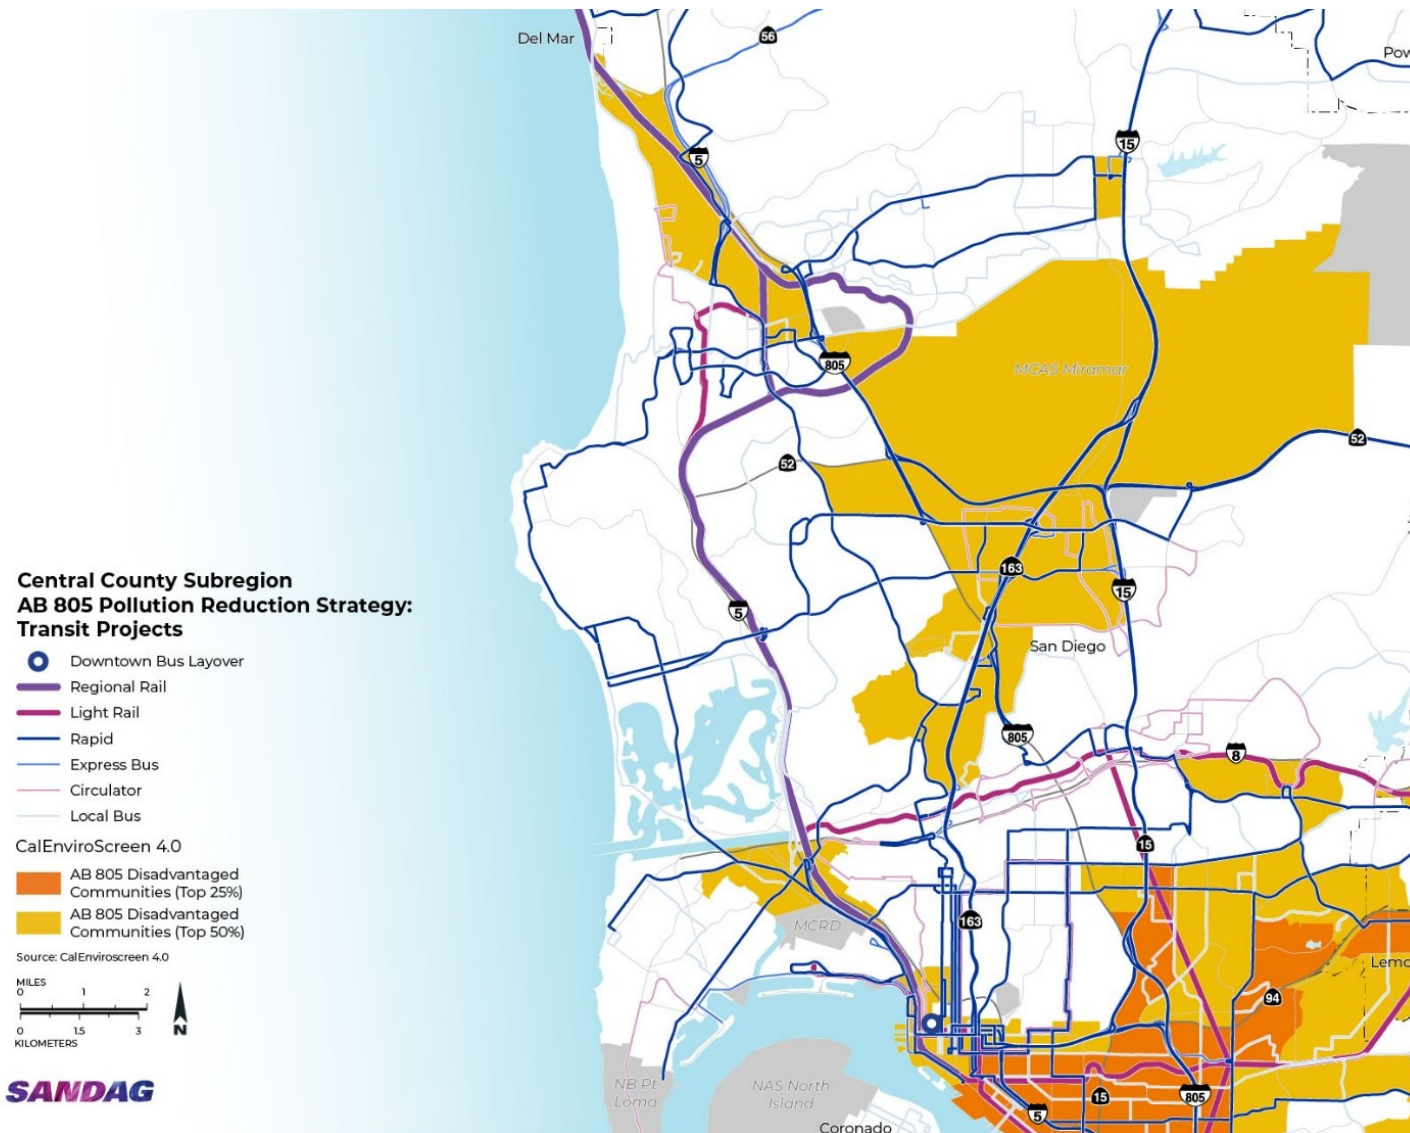 Del Mar
56
Pow
5
15
MCAS Miramar
805
52
52
163
15
5
San Diego
805
8
15
MCRD
163
Lemo
94
NB Pt
Loma
NAS North
Island
15
805
5
Coronado
Central County Subregion
AB 805 Pollution Reduction Strategy:
Transit Projects
Downtown Bus Layover
Regional Rail
Light Rail
Rapid
Express Bus
Circulator
Local Bus
CalEnviroScreen 4.0
AB 805 Disadvantaged
Communities (Top 25%)
AB 805 Disadvantaged
Communities (Top 50%)
Source: CalEnviroscreen 4.0
MILES
0 1 2
0 1.5 3
KILOMETERS
N
SANDAG